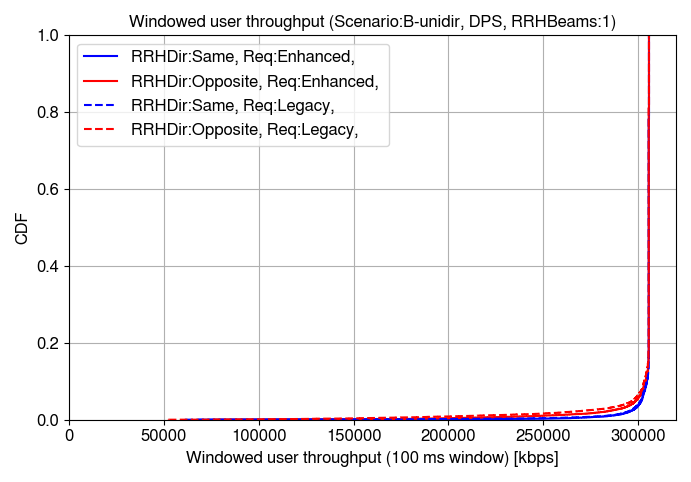 Windowed user throughput (Scenario:B-unidir, DPS, RRHBeams:1)
RRHDir:Same, Req:Enhanced,
RRHDir:Opposite, Req:Enhanced,
RRHDir:Same, Req:Legacy,
RRHDir:Opposite, Req:Legacy,
1.0
0.8
0.6
0.4
0.2
0.0
CDF
0 50000 100000 150000 200000 250000 300000
Windowed user throughput (100 ms window) [kbps]